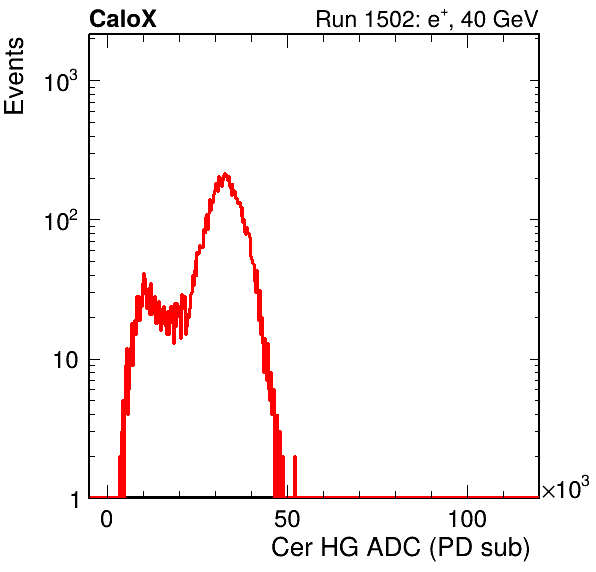 CaloX Run 1502: e⁺, 40 GeV
Events
10³
10²
10
1
0 50 100 ×10³
Cer HG ADC (PD sub)